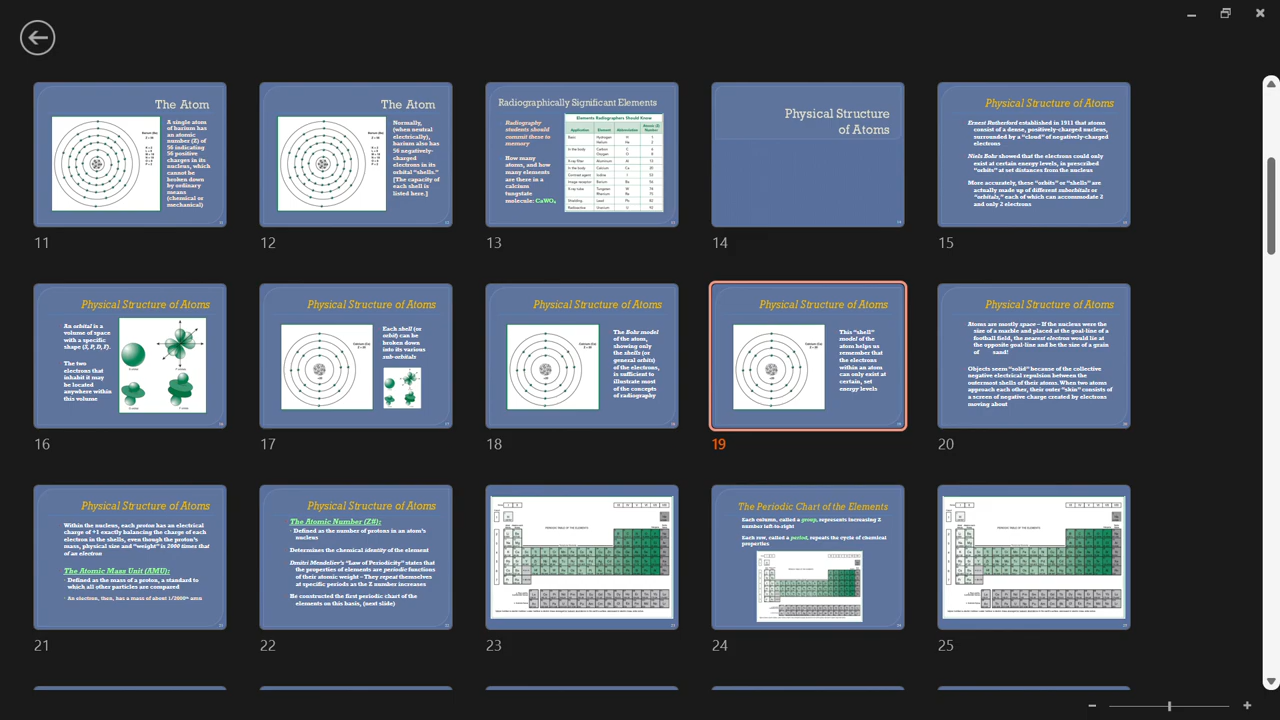 The Atom
A single atom
of barium has
an atomic
number (Z) of
56 indicating
56 positive
charges in its
nucleus, which
cannot be
broken down
by ordinary
means
(chemical or
mechanical)
11
The Atom
Normally,
(when neutral
electrically),
barium also has
56 negatively-
charged
electrons in its
orbital “shells.”
[The capacity of
each shell is
listed here.]
12
Radiographically Significant Elements
Radiography
students should
commit these to
memory
How many
atoms, and how
many elements
are there in a
calcium
tungstate
molecule: CaWO₄
Elements Radiographers Should Know
13
Physical Structure
of Atoms
14
Physical Structure of Atoms
Ernest Rutherford established in 1911 that atoms
consist of a dense, positively-charged nucleus,
surrounded by a “cloud” of negatively-charged
electrons
Niels Bohr showed that the electrons could only
exist at certain energy levels, in prescribed
“orbits” at set distances from the nucleus
More accurately, these “orbits” or “shells” are
actually made up of different suborbitals or
“orbitals,” each of which can accommodate 2
and only 2 electrons
15
Physical Structure of Atoms
An orbital is a
volume of space
with a specific
shape (S, P, D, F).
The two
electrons that
inhabit it may
be located
anywhere within
this volume
16
Physical Structure of Atoms
Each shell (or
orbit) can be
broken down
into its various
sub-orbitals
17
Physical Structure of Atoms
The Bohr model
of the atom,
showing only
the shells (or
general orbits)
of the electrons,
is sufficient to
illustrate most
of the concepts
of radiography
18
Physical Structure of Atoms
This “shell”
model of the
atom helps us
remember that
the electrons
within an atom
can only exist at
certain, set
energy levels
19
Physical Structure of Atoms
Atoms are mostly space – If the nucleus were the
size of a marble and placed at the goal-line of a
football field, the nearest electron would lie at
the opposite goal-line and be the size of a grain
of sand!
Objects seem “solid” because of the collective
negative electrical repulsion between the
outermost shells of their atoms. When two atoms
approach each other, their outer “skin” consists of
a screen of negative charge created by electrons
moving about
20
Physical Structure of Atoms
Within the nucleus, each proton has an electrical
charge of +1 exactly balancing the charge of each
electron in the shells, even though the proton’s
mass, physical size and “weight” is 2000 times that
of an electron
The Atomic Mass Unit (AMU):
Defined as the mass of a proton, a standard to
which all other particles are compared
An electron, then, has a mass of about 1/2000th amu
21
Physical Structure of Atoms
The Atomic Number (Z#):
Defined as the number of protons in an atom’s
nucleus
Determines the chemical identity of the element
Dmitri Mendeliev’s “Law of Periodicity” states that
the properties of elements are periodic functions
of their atomic weight – They repeat themselves
at specific periods as the Z number increases
He constructed the first periodic chart of the
elements on this basis, (next slide)
22
PERIODIC TABLE OF THE ELEMENTS
23
The Periodic Chart of the Elements
Each column, called a group, represents increasing Z
number left-to-right
Each row, called a period, repeats the cycle of chemical
properties
24
PERIODIC TABLE OF THE ELEMENTS
25